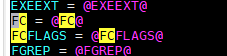 EXEEXT = @EXEEXT@
FC = @FC@
FCFLAGS = @FCFLAGS@
FGREP = @FGREP@